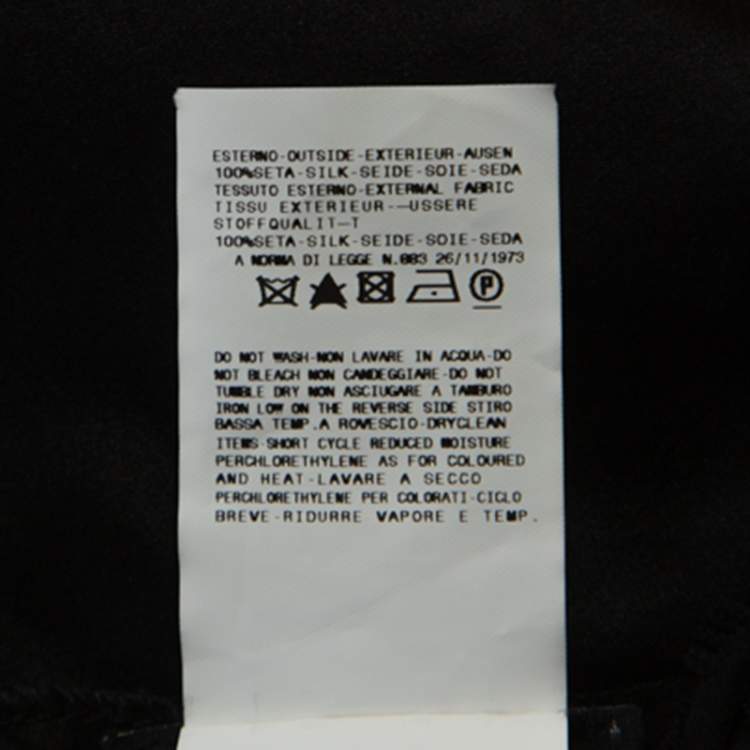 ESTERNO-OUTSIDE-EXTERIEUR-AUSEN
100%SETA-SILK-SEIDE-SOIE-SEDA
TESSUTO ESTERNO-EXTERNAL FABRIC
TISSU EXTERIEUR-—USSERE
STOFFQUALIT—T
100%SETA-SILK-SEIDE-SOIE-SEDA
A NORMA DI LEGGE N.883 26/11/1973
P
DO NOT WASH-NON LAVARE IN ACQUA-DO
NOT BLEACH NON CANDEGGIARE-DO NOT
TUMBLE DRY NON ASCIUGARE A TAMBURO
IRON LOW ON THE REVERSE SIDE STIRO
BASSA TEMP.A ROVESCIO-DRYCLEAN
ITEMS-SHORT CYCLE REDUCED MOISTURE
PERCHLORETHYLENE AS FOR COLOURED
AND HEAT-LAVARE A SECCO
PERCHLORETHYLENE PER COLORATI-CICLO
BREVE-RIDURRE VAPORE E TEMP.